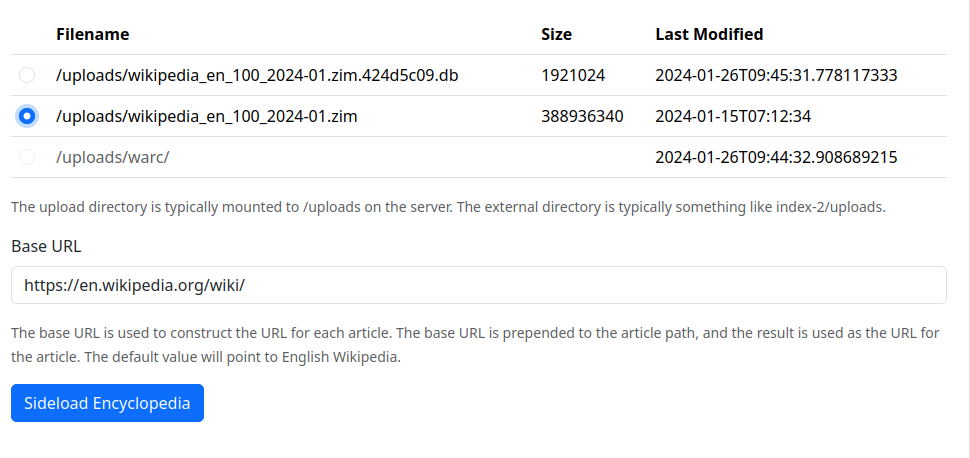 Filename Size Last Modified
/uploads/wikipedia_en_100_2024-01.zim.424d5c09.db 1921024 2024-01-26T09:45:31.778117333
/uploads/wikipedia_en_100_2024-01.zim 388936340 2024-01-15T07:12:34
/uploads/warc/ 2024-01-26T09:44:32.908689215
The upload directory is typically mounted to /uploads on the server. The external directory is typically something like index-2/uploads.
Base URL
https://en.wikipedia.org/wiki/
The base URL is used to construct the URL for each article. The base URL is prepended to the article path, and the result is used as the URL for
the article. The default value will point to English Wikipedia.
Sideload Encyclopedia